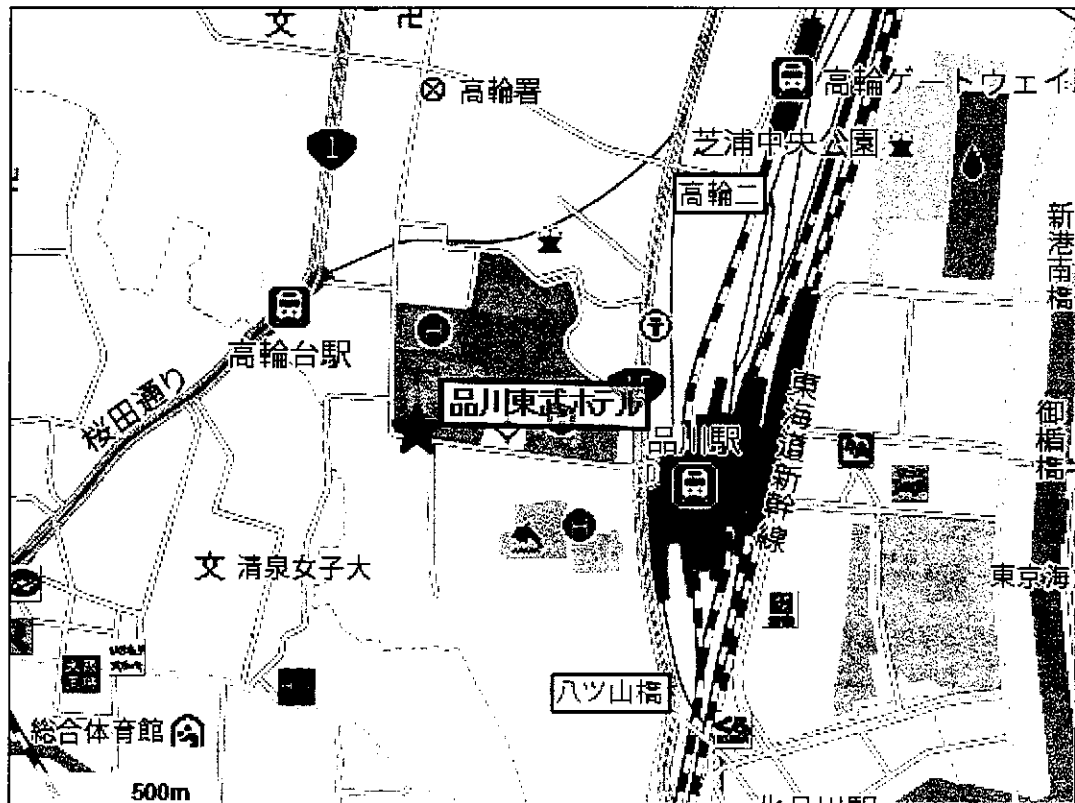 文
高輪署
高輪ゲートウェイ
1
芝浦中央公園
高輪二
新港南橋
高輪台駅
桜田通り
品川東武ホテル
品川駅
東海道新幹線
御楯橋
文 清泉女子大
東京海
八ツ山橋
総合体育館
500m